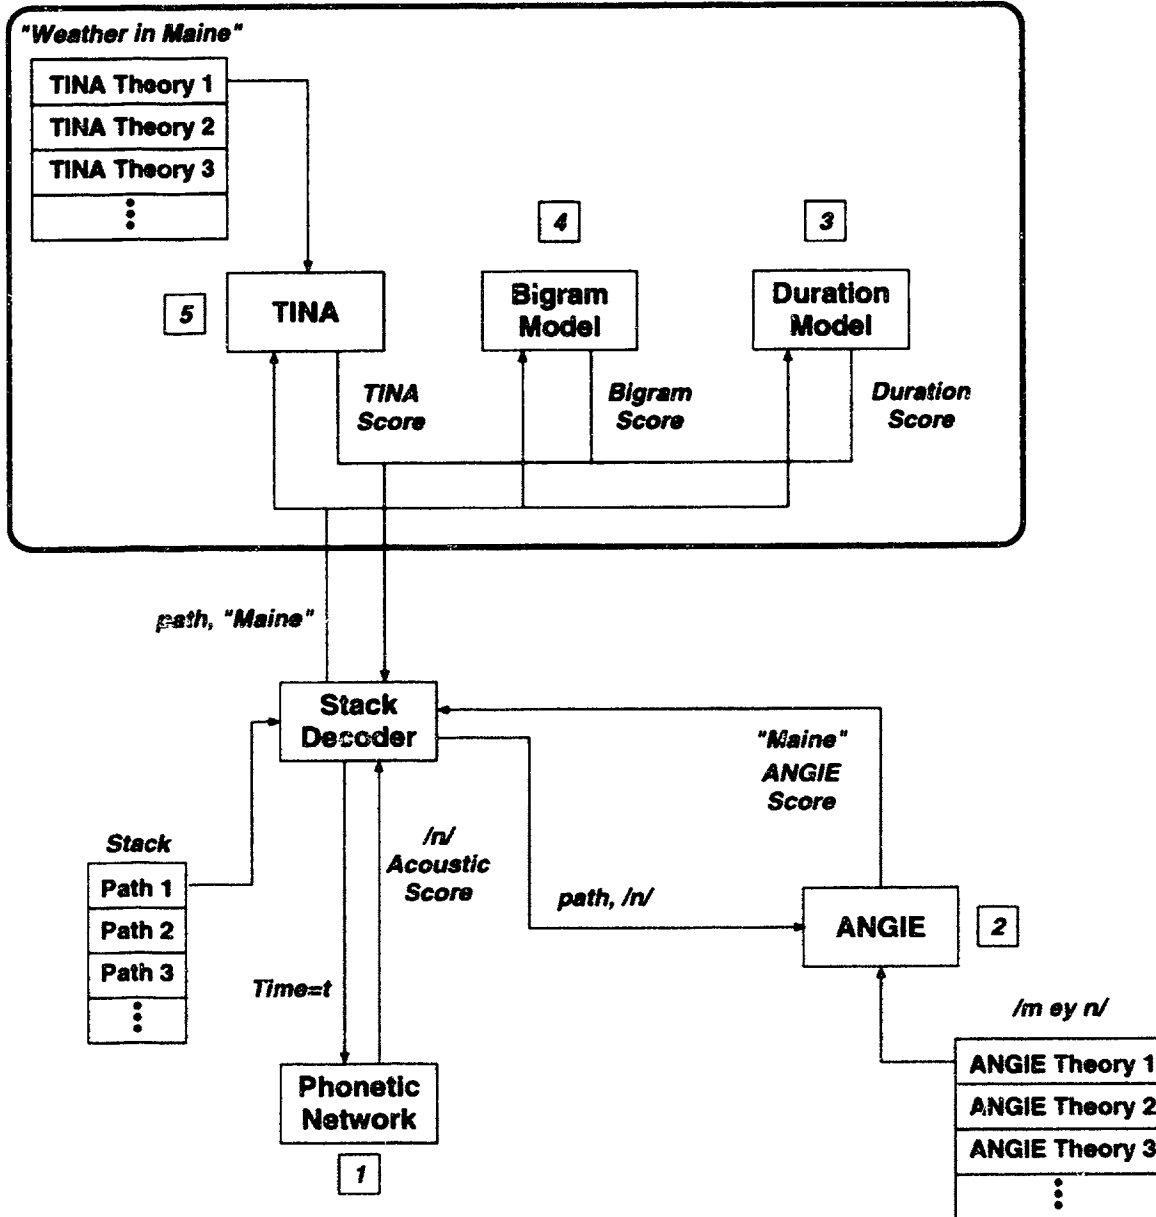 "Weather in Maine"
TINA Theory 1
TINA Theory 2
TINA Theory 3
4
3
5
TINA
Bigram
Model
Duration
Model
TINA
Score
Bigram
Score
Duration
Score
path, "Maine"
Stack
Decoder
"Maine"
ANGIE
Score
Stack
Path 1
Path 2
Path 3
/n/
Acoustic
Score
path, /n/
ANGIE
2
Time=t
/m ey n/
Phonetic
Network
1
ANGIE Theory 1
ANGIE Theory 2
ANGIE Theory 3